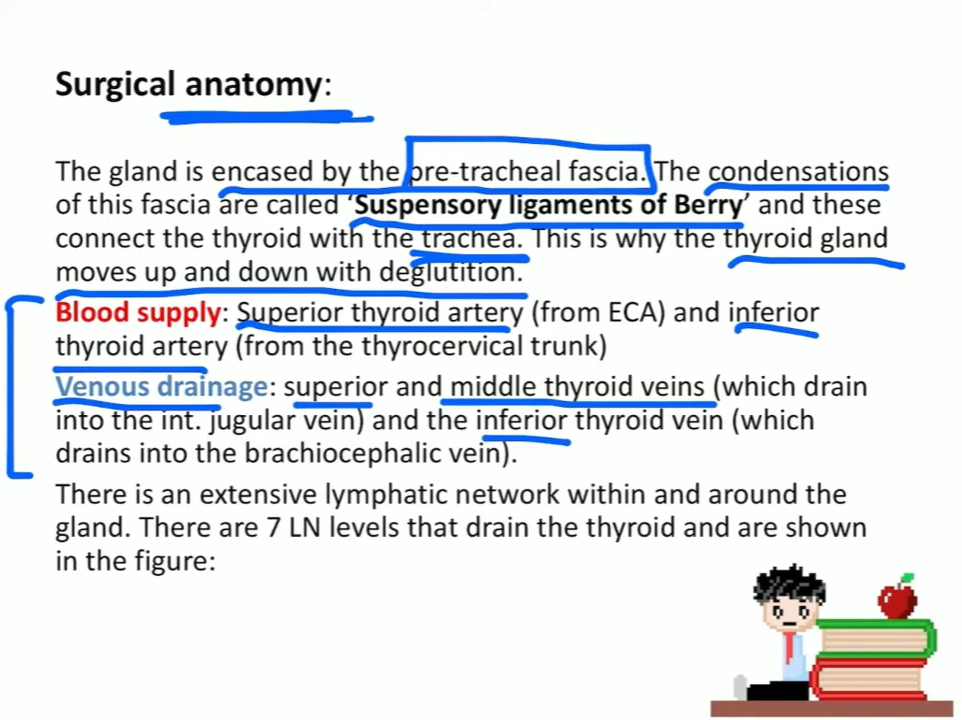 Surgical anatomy:
The gland is encased by the pre-tracheal fascia. The condensations
of this fascia are called ‘Suspensory ligaments of Berry’ and these
connect the thyroid with the trachea. This is why the thyroid gland
moves up and down with deglutition.
Blood supply: Superior thyroid artery (from ECA) and inferior
thyroid artery (from the thyrocervical trunk)
Venous drainage: superior and middle thyroid veins (which drain
into the int. jugular vein) and the inferior thyroid vein (which
drains into the brachiocephalic vein).
There is an extensive lymphatic network within and around the
gland. There are 7 LN levels that drain the thyroid and are shown
in the figure: